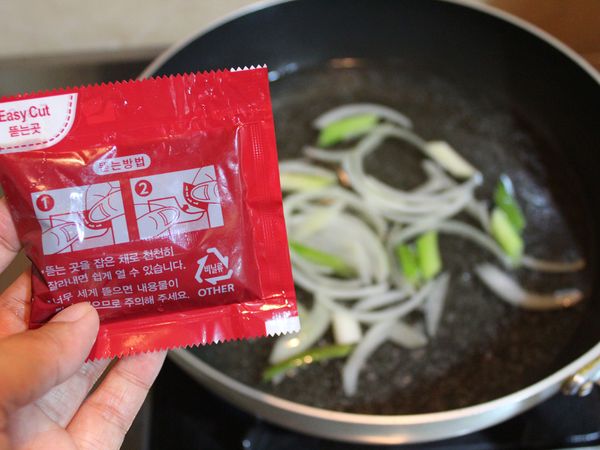 Easy Cut
뜯는곳
뜯는방법
1 2
뜯는 곳을 잡은 채로 천천히
잘라내면 쉽게 열 수 있습니다.
너무 세게 뜯으면 내용물이
으므로 주의해 주세요.
비닐류
OTHER